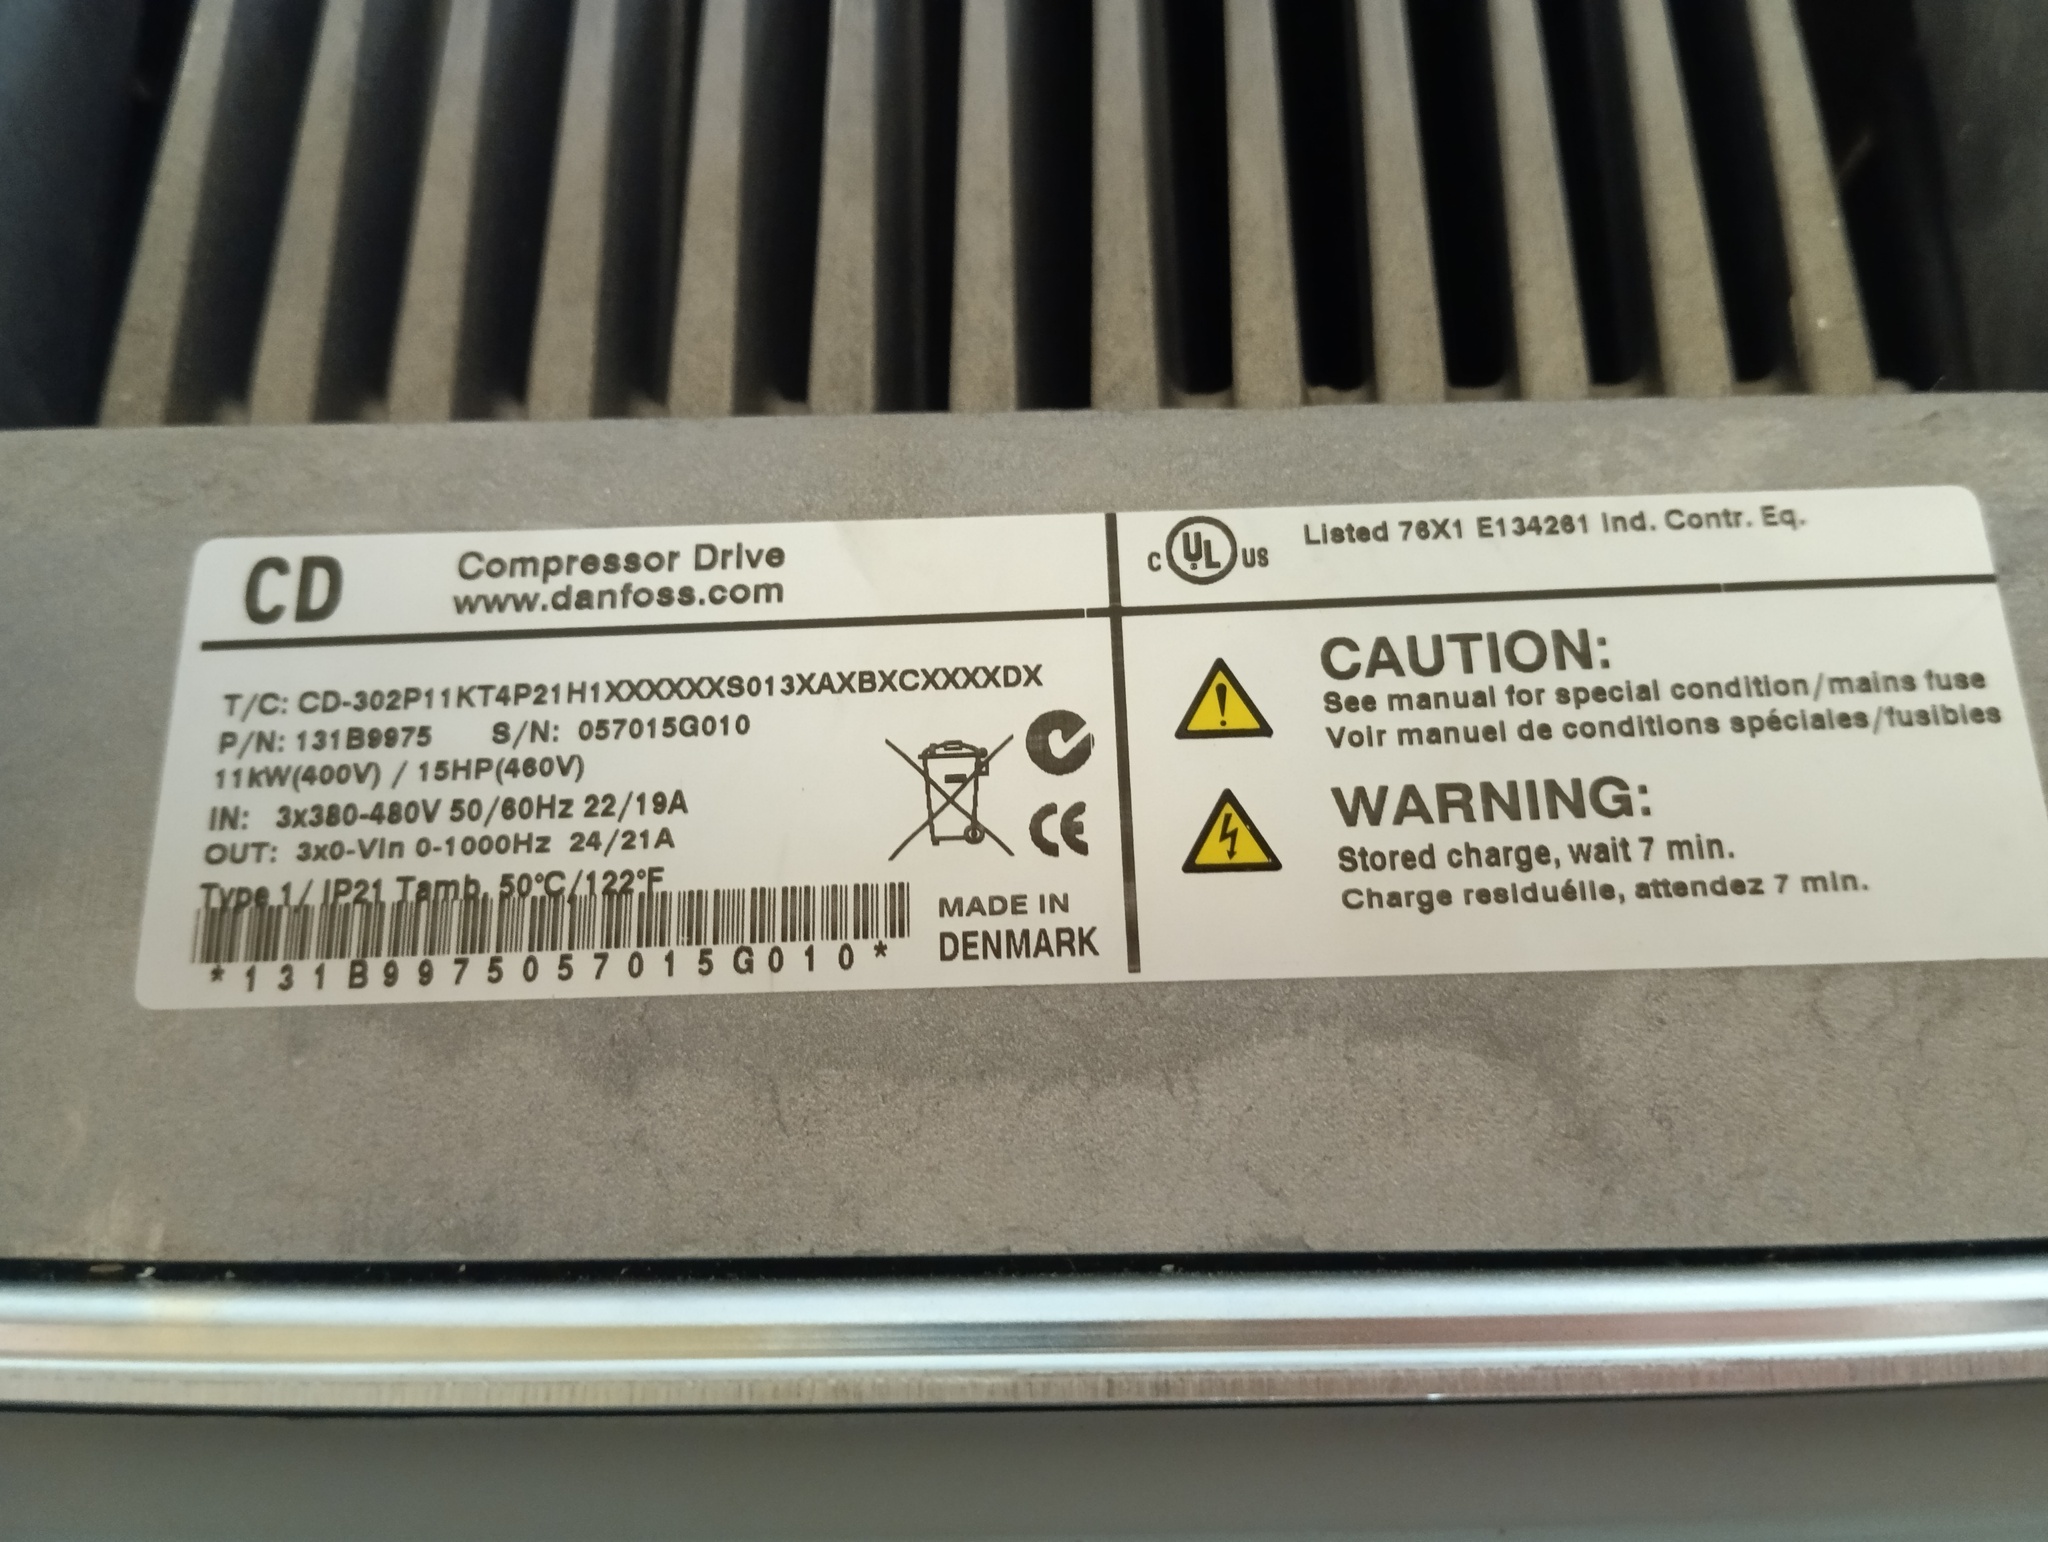 CD
Compressor Drive
www.danfoss.com
T/C: CD-302P11KT4P21H1XXXXXXS013XAXBXCXXXXDX
P/N: 131B9975 S/N: 057015G010
11kW(400V) / 15HP(460V)
IN: 3x380-480V 50/60Hz 22/19A
OUT: 3x0-Vin 0-1000Hz 24/21A
Type 1/ IP21 Tamb. 50°C/122°F
*131B9975057015G010*
CE
MADE IN
DENMARK
C UL US Listed 76X1 E134261 Ind. Contr. Eq.
CAUTION:
See manual for special condition/mains fuse
Voir manuel de conditions spéciales/fusibles
WARNING:
Stored charge, wait 7 min.
Charge residuélle, attendez 7 min.